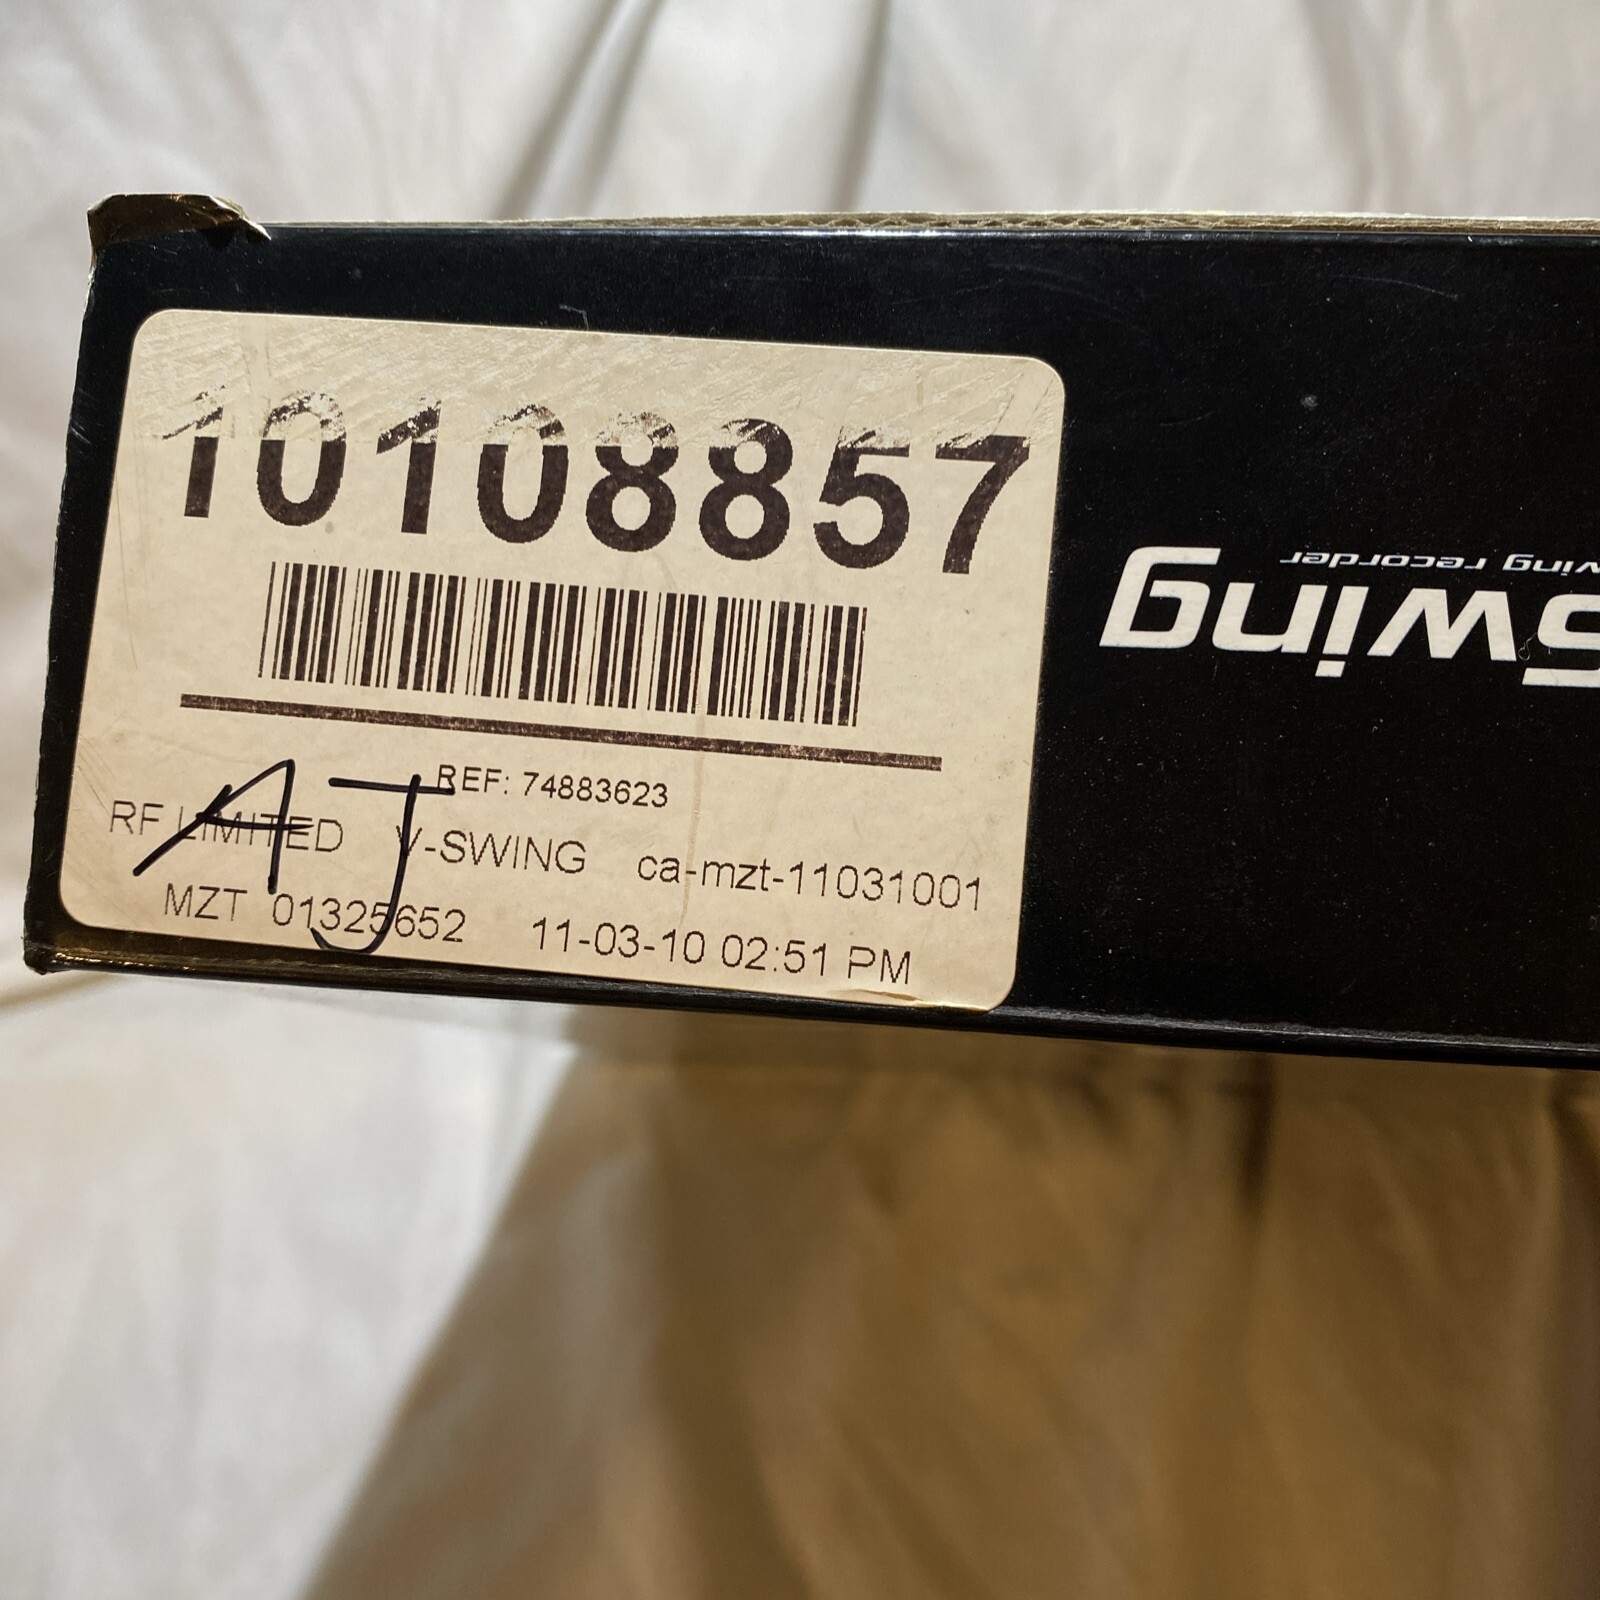 10108857
REF: 74883623
RF LIMITED V-SWING ca-mzt-11031001
MZT 01325652 11-03-10 02:51 PM
AJ
Swing
wing recorder